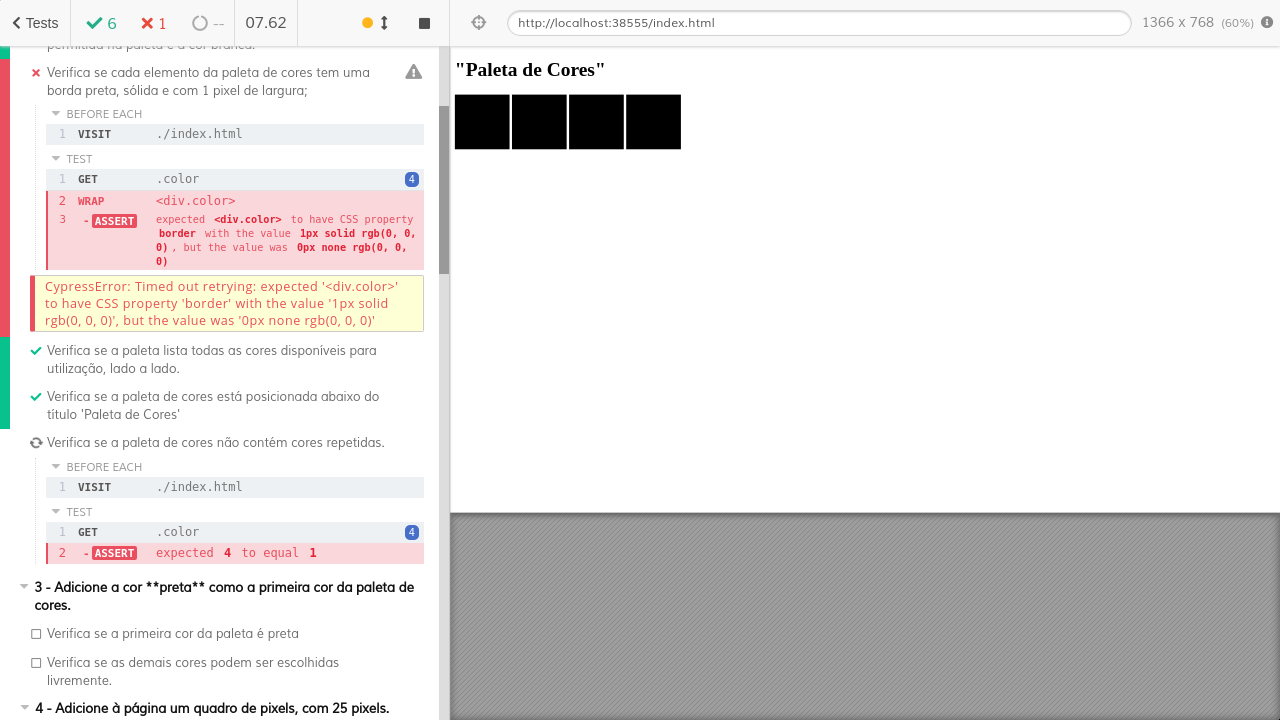 Tests
6
1
--
07.62
http://localhost:38555/index.html
1366 x 768 (60%)
permitida na paleta é a cor branca.
Verifica se cada elemento da paleta de cores tem uma
borda preta, sólida e com 1 pixel de largura;
BEFORE EACH
1 VISIT ./index.html
TEST
1 GET .color 4
2 WRAP <div.color>
3 - ASSERT expected <div.color> to have CSS property
border with the value 1px solid rgb(0, 0,
0) , but the value was 0px none rgb(0, 0,
0)
CypressError: Timed out retrying: expected '<div.color>'
to have CSS property 'border' with the value '1px solid
rgb(0, 0, 0)', but the value was '0px none rgb(0, 0, 0)'
Verifica se a paleta lista todas as cores disponíveis para
utilização, lado a lado.
Verifica se a paleta de cores está posicionada abaixo do
título 'Paleta de Cores'
Verifica se a paleta de cores não contém cores repetidas.
BEFORE EACH
1 VISIT ./index.html
TEST
1 GET .color 4
2 - ASSERT expected 4 to equal 1
3 - Adicione a cor **preta** como a primeira cor da paleta de
cores.
Verifica se a primeira cor da paleta é preta
Verifica se as demais cores podem ser escolhidas
livremente.
4 - Adicione à página um quadro de pixels, com 25 pixels.
"Paleta de Cores"